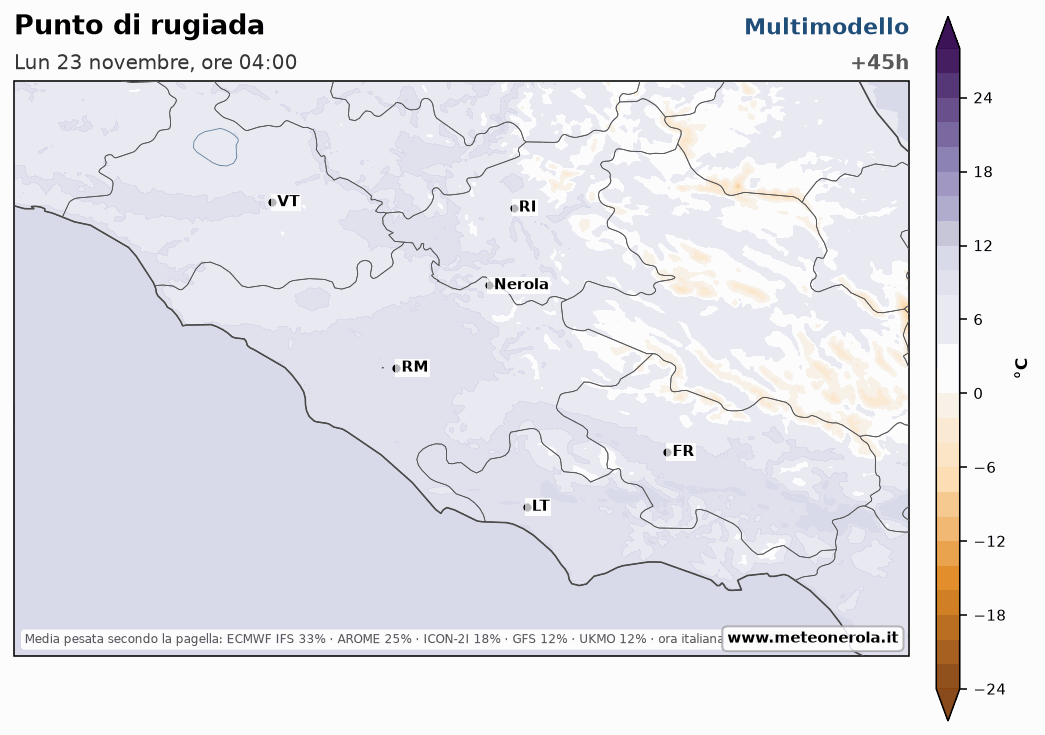 Punto di rugiada
Multimodello
Lun 23 novembre, ore 04:00
+45h
24
18
12
6
0
−6
−12
−18
−24
°C
VT
RI
Nerola
RM
FR
LT
Media pesata secondo la pagella: ECMWF IFS 33% · AROME 25% · ICON-2I 18% · GFS 12% · UKMO 12% · ora italiana
www.meteonerola.it